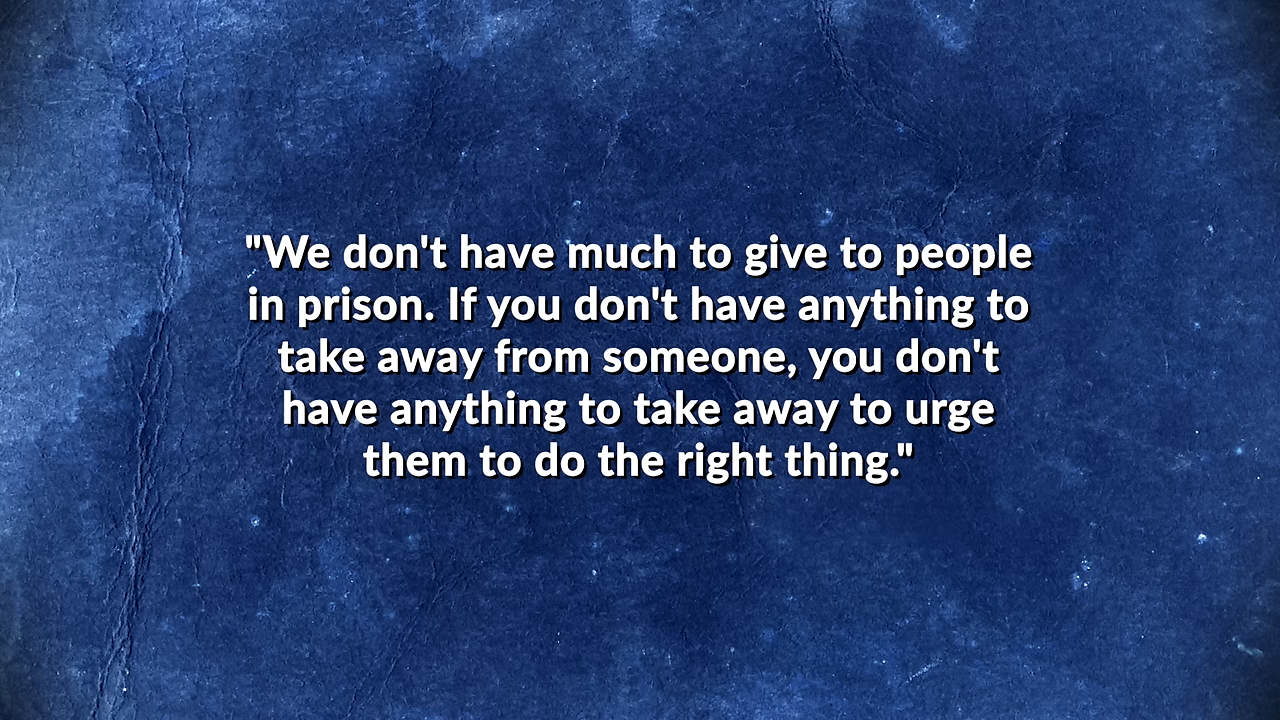 "We don't have much to give to people
in prison. If you don't have anything to
take away from someone, you don't
have anything to take away to urge
them to do the right thing."